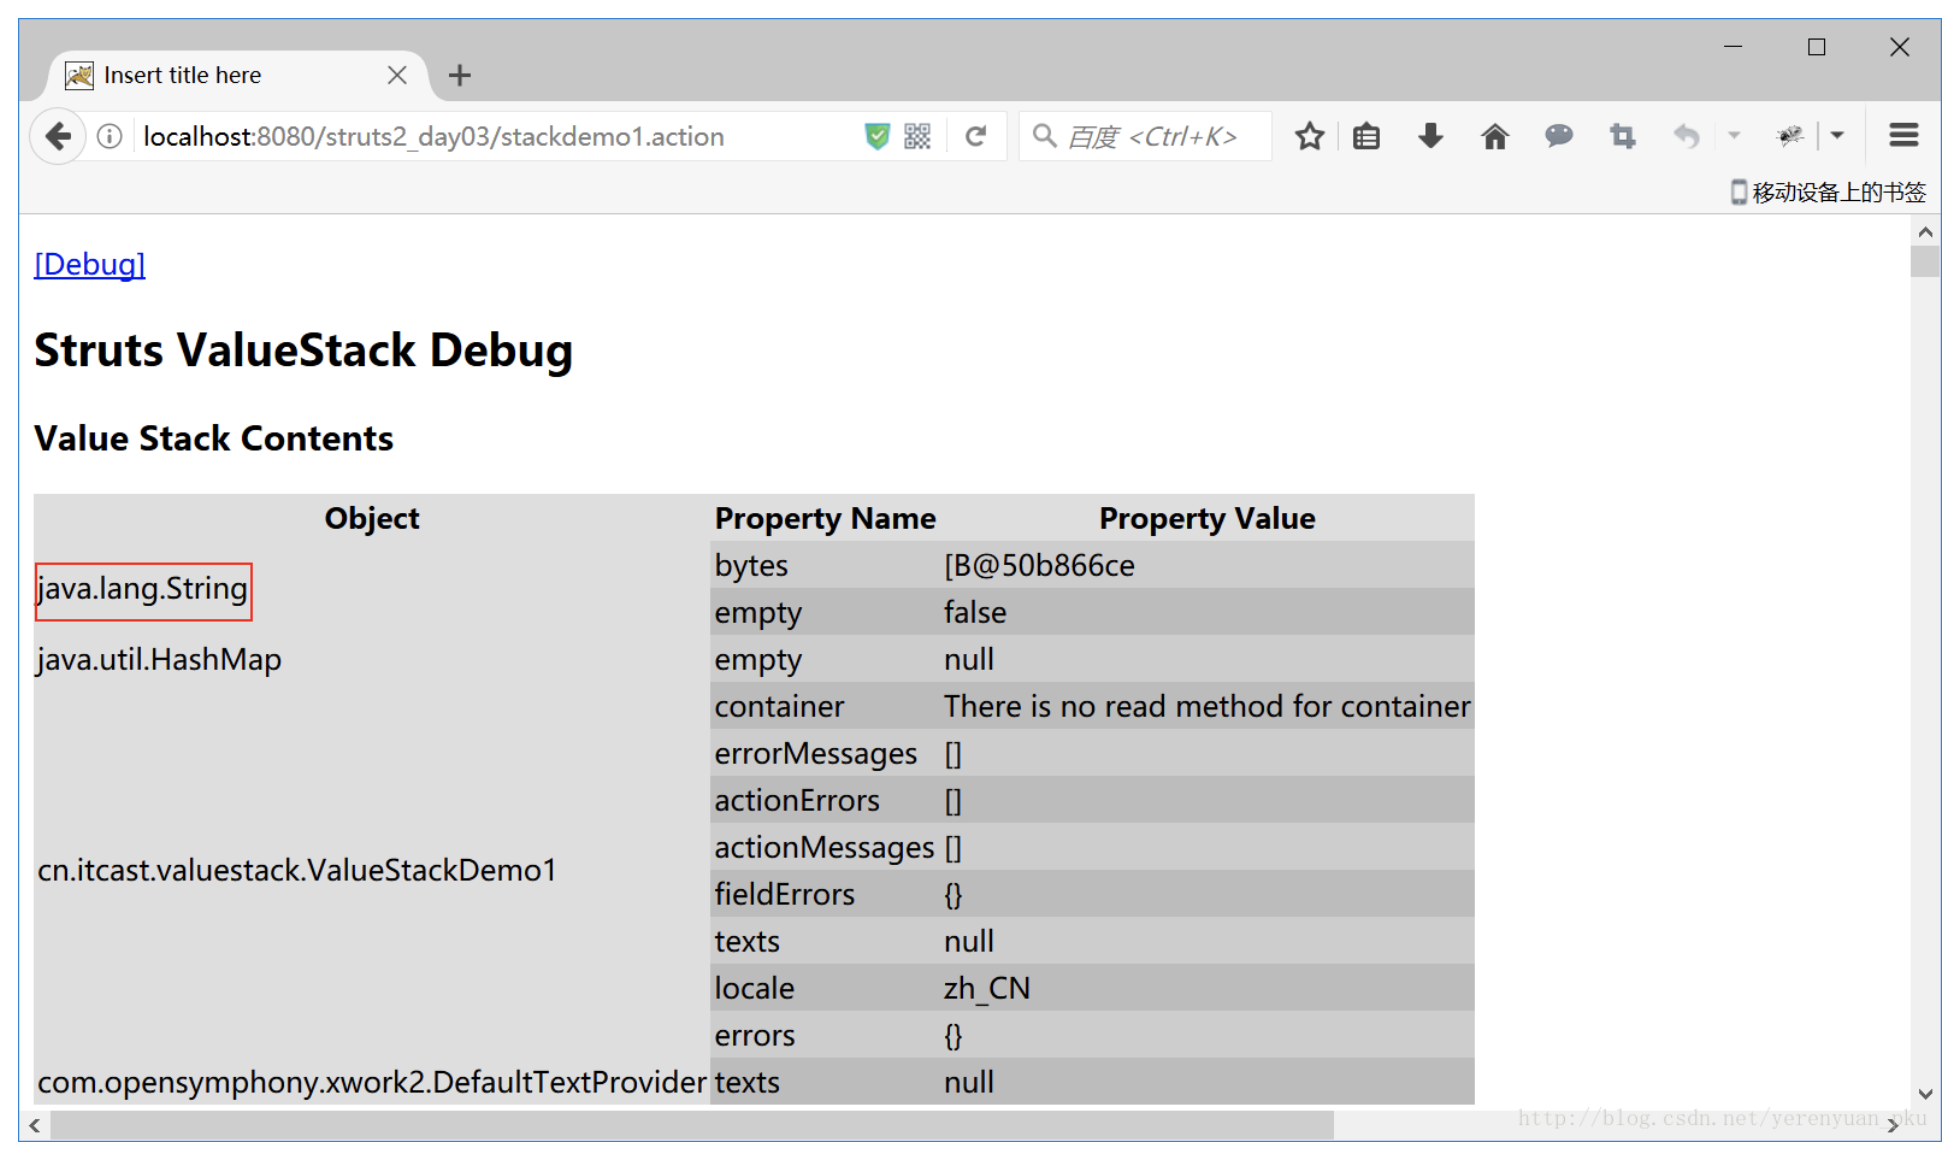 Insert title here
localhost:8080/struts2_day03/stackdemo1.action
百度 <Ctrl+K>
移动设备上的书签
[Debug]
Struts ValueStack Debug
Value Stack Contents
Object Property Name Property Value
java.lang.String bytes [B@50b866ce
empty false
java.util.HashMap empty null
cn.itcast.valuestack.ValueStackDemo1 container There is no read method for container
errorMessages []
actionErrors []
actionMessages []
fieldErrors {}
texts null
locale zh_CN
errors {}
com.opensymphony.xwork2.DefaultTextProvider texts null
http://blog.csdn.net/yerenyuan_pku